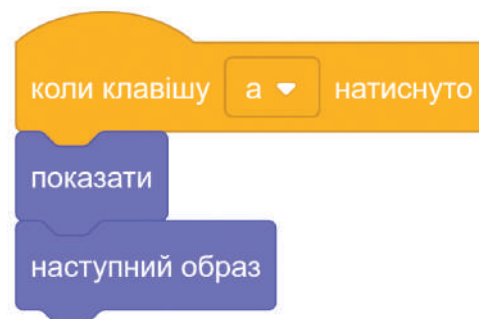 коли клавішу a натиснуто
показати
наступний образ